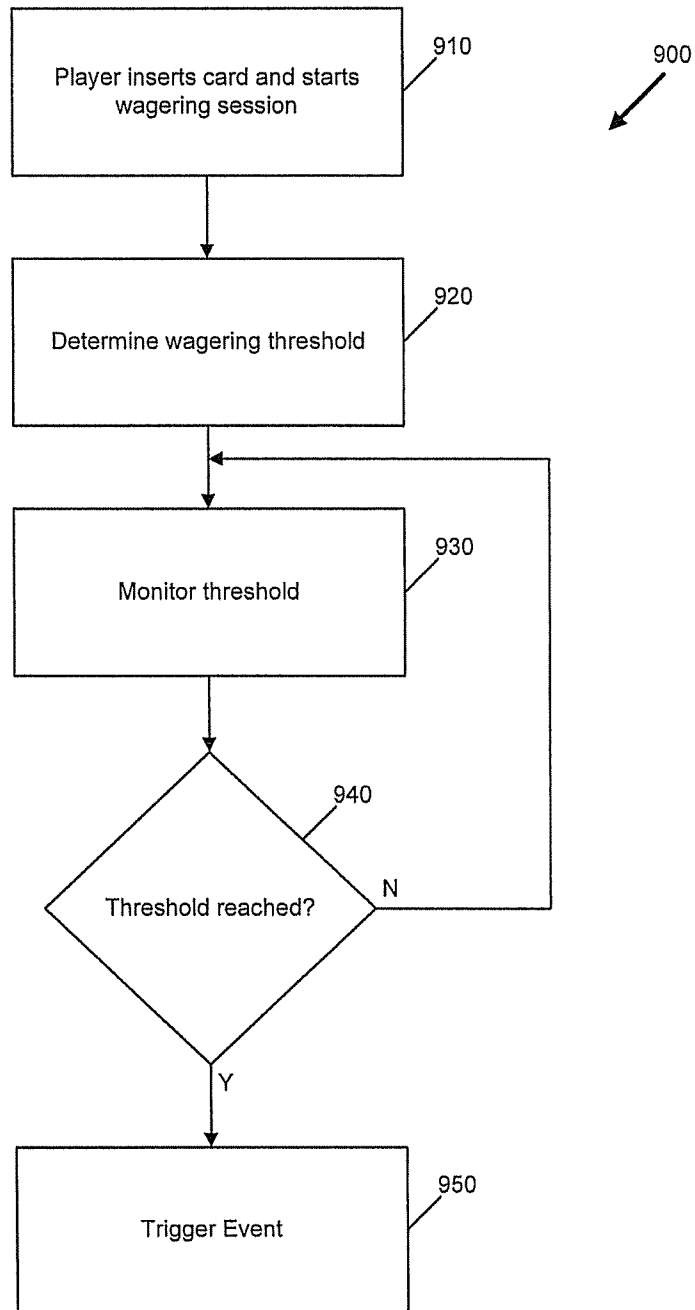 910
900
Player inserts card and starts
wagering session
920
Determine wagering threshold
930
Monitor threshold
940
N
Threshold reached?
Y
950
Trigger Event